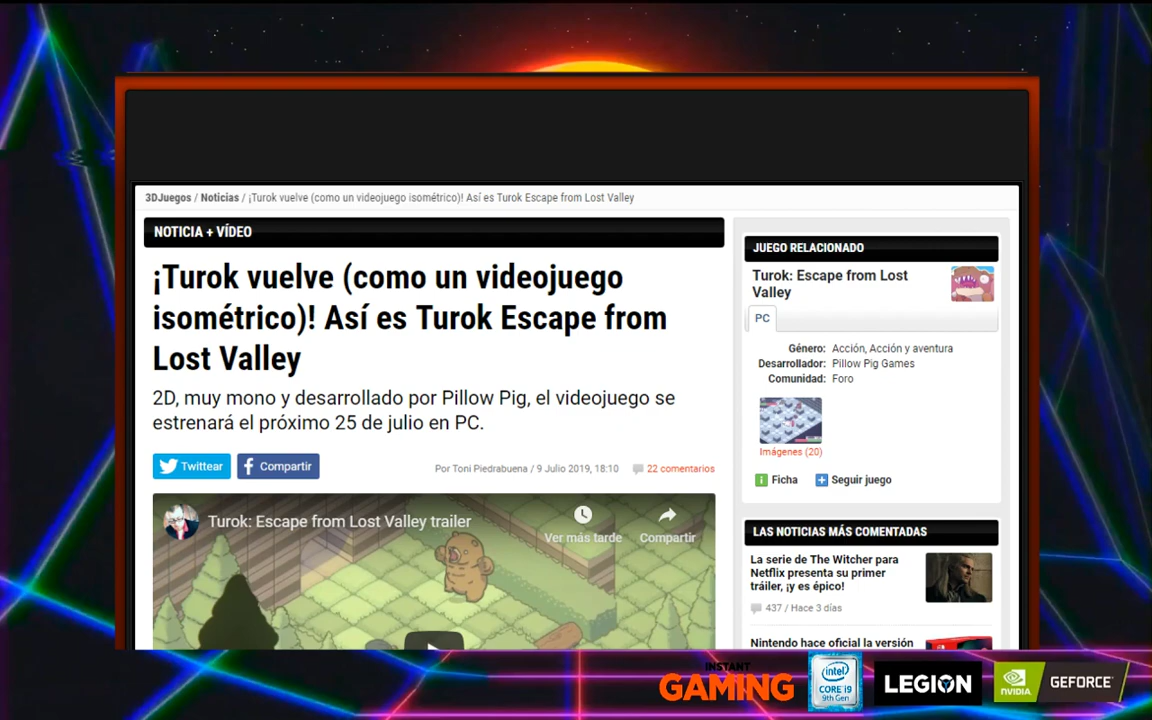 3DJuegos / Noticias / ¡Turok vuelve (como un videojuego isométrico)! Así es Turok Escape from Lost Valley
NOTICIA + VÍDEO
¡Turok vuelve (como un videojuego
isométrico)! Así es Turok Escape from
Lost Valley
2D, muy mono y desarrollado por Pillow Pig, el videojuego se
estrenará el próximo 25 de julio en PC.
Twittear
Compartir
Por Toni Piedrabuena / 9 Julio 2019, 18:10
22 comentarios
Turok: Escape from Lost Valley trailer
Ver más tarde
Compartir
JUEGO RELACIONADO
Turok: Escape from Lost
Valley
PC
Género: Acción, Acción y aventura
Desarrollador: Pillow Pig Games
Comunidad: Foro
Imágenes (20)
Ficha
Seguir juego
LAS NOTICIAS MÁS COMENTADAS
La serie de The Witcher para
Netflix presenta su primer
tráiler, ¡y es épico!
437 / Hace 3 días
Nintendo hace oficial la versión
INSTANT
GAMING
intel
CORE i9
9th Gen
LEGION
NVIDIA
GEFORCE